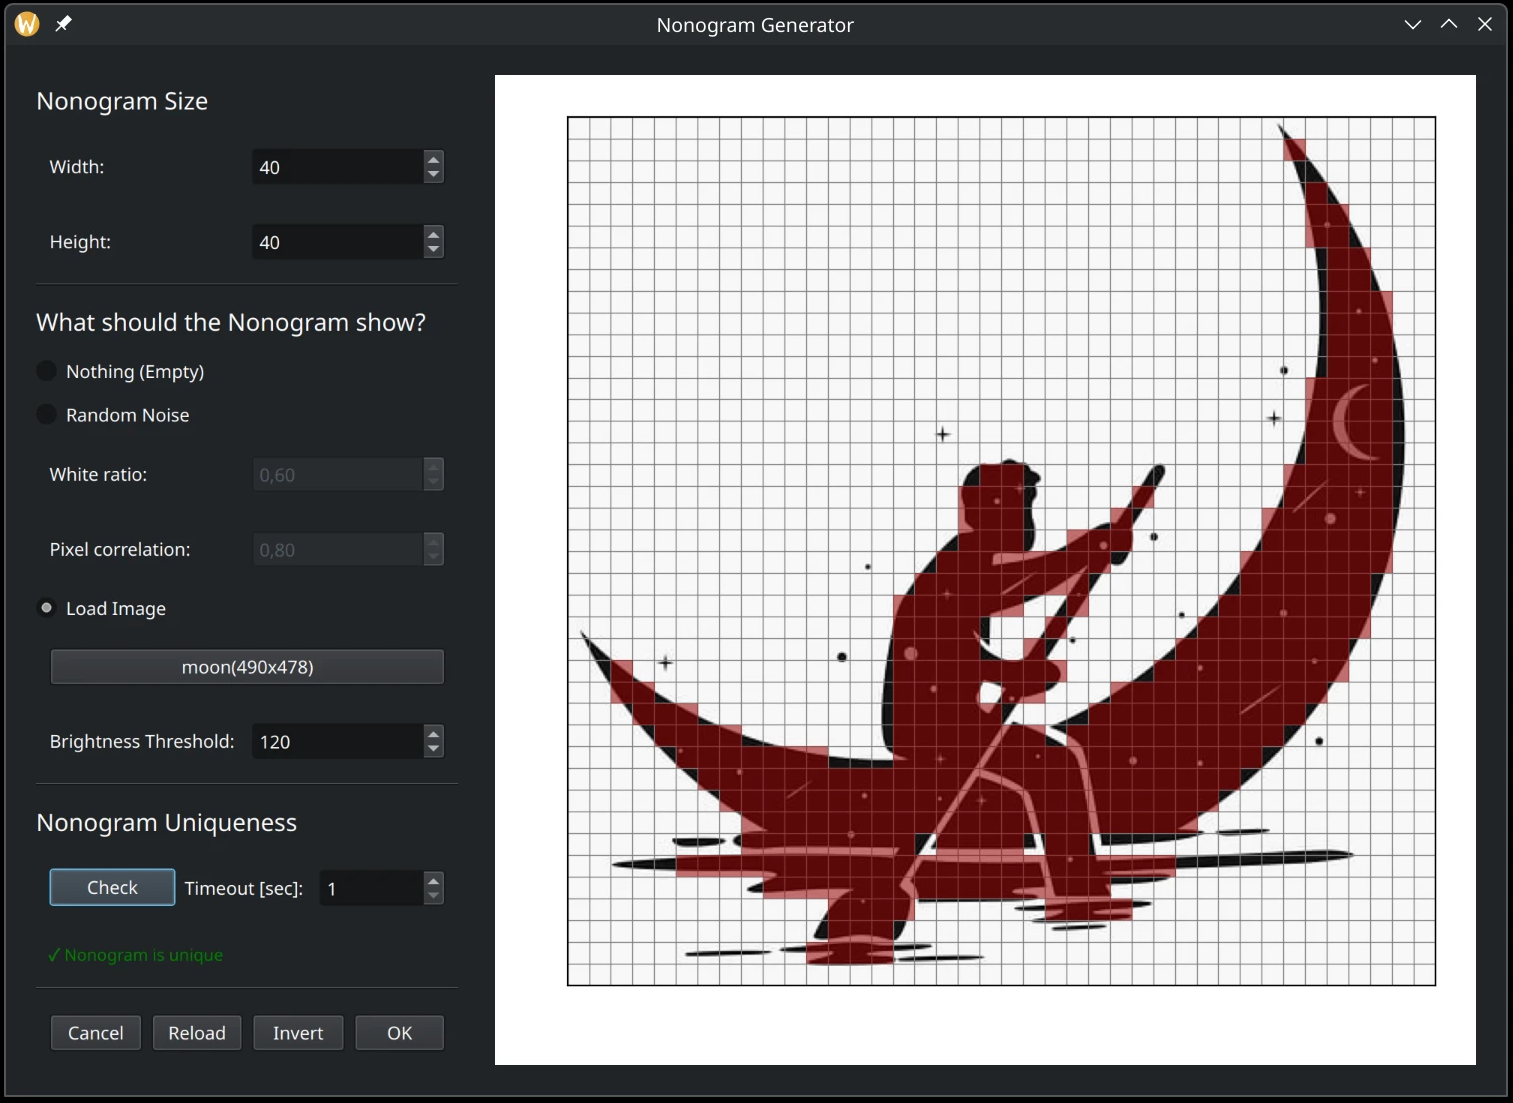 Nonogram Generator
Nonogram Size
Width: 40
Height: 40
What should the Nonogram show?
Nothing (Empty)
Random Noise
White ratio: 0,60
Pixel correlation: 0,80
Load Image
moon(490x478)
Brightness Threshold: 120
Nonogram Uniqueness
Check Timeout [sec]: 1
✓ Nonogram is unique
Cancel Reload Invert OK